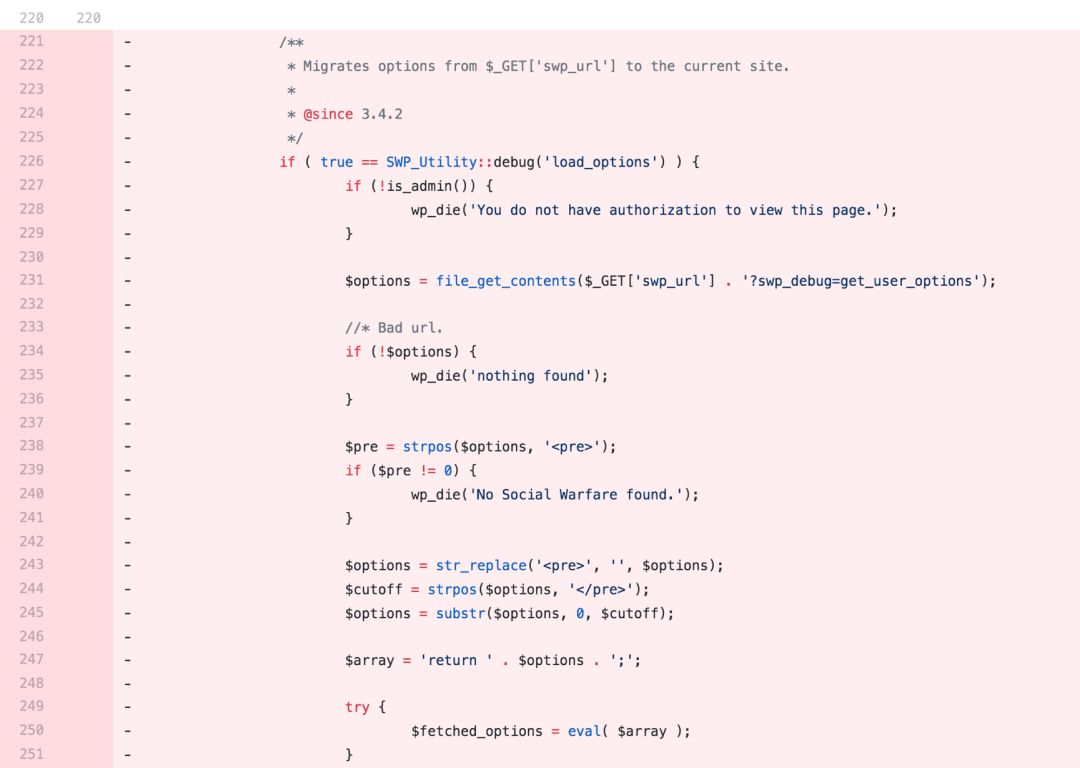 220 220
221 - /**
222 - * Migrates options from $_GET['swp_url'] to the current site.
223 - *
224 - * @since 3.4.2
225 - */
226 - if ( true == SWP_Utility::debug('load_options') ) {
227 - if (!is_admin()) {
228 - wp_die('You do not have authorization to view this page.');
229 - }
230 -
231 - $options = file_get_contents($_GET['swp_url'] . '?swp_debug=get_user_options');
232 -
233 - //* Bad url.
234 - if (!$options) {
235 - wp_die('nothing found');
236 - }
237 -
238 - $pre = strpos($options, '<pre>');
239 - if ($pre != 0) {
240 - wp_die('No Social Warfare found.');
241 - }
242 -
243 - $options = str_replace('<pre>', '', $options);
244 - $cutoff = strpos($options, '</pre>');
245 - $options = substr($options, 0, $cutoff);
246 -
247 - $array = 'return ' . $options . ';';
248 -
249 - try {
250 - $fetched_options = eval( $array );
251 - }